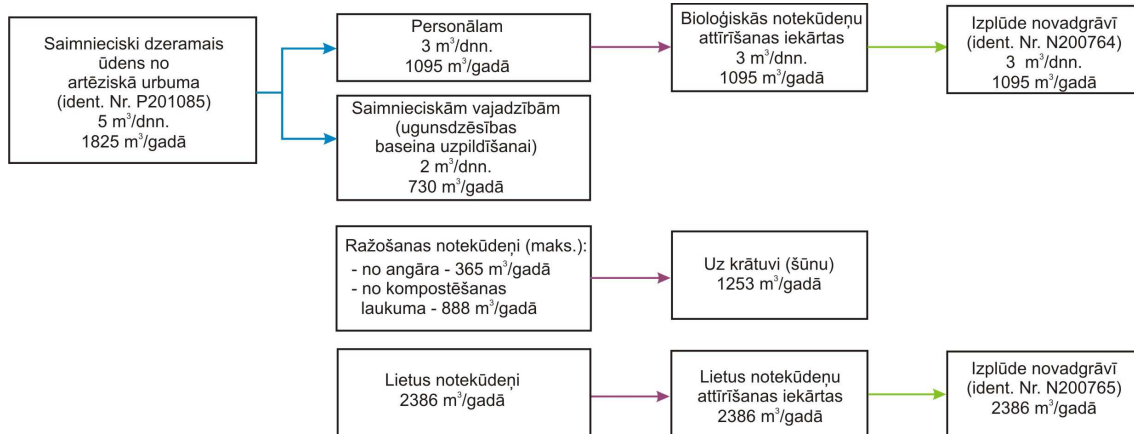 Saimnieciski dzeramais
ūdens no
artēziskā urbuma
(ident. Nr. P201085)
5 m³/dnn.
1825 m³/gadā
Personālam
3 m³/dnn.
1095 m³/gadā
Bioloģiskās notekūdeņu
attīrīšanas iekārtas
3 m³/dnn.
1095 m³/gadā
Izplūde novadgrāvī
(ident. Nr. N200764)
3 m³/dnn.
1095 m³/gadā
Saimnieciskām vajadzībām
(ugunsdzēsības
baseina uzpildīšanai)
2 m³/dnn.
730 m³/gadā
Ražošanas notekūdeņi (maks.):
- no angāra - 365 m³/gadā
- no kompostēšanas
laukuma - 888 m³/gadā
Uz krātuvi (šūnu)
1253 m³/gadā
Lietus notekūdeņi
2386 m³/gadā
Lietus notekūdeņu
attīrīšanas iekārtas
2386 m³/gadā
Izplūde novadgrāvī
(ident. Nr. N200765)
2386 m³/gadā